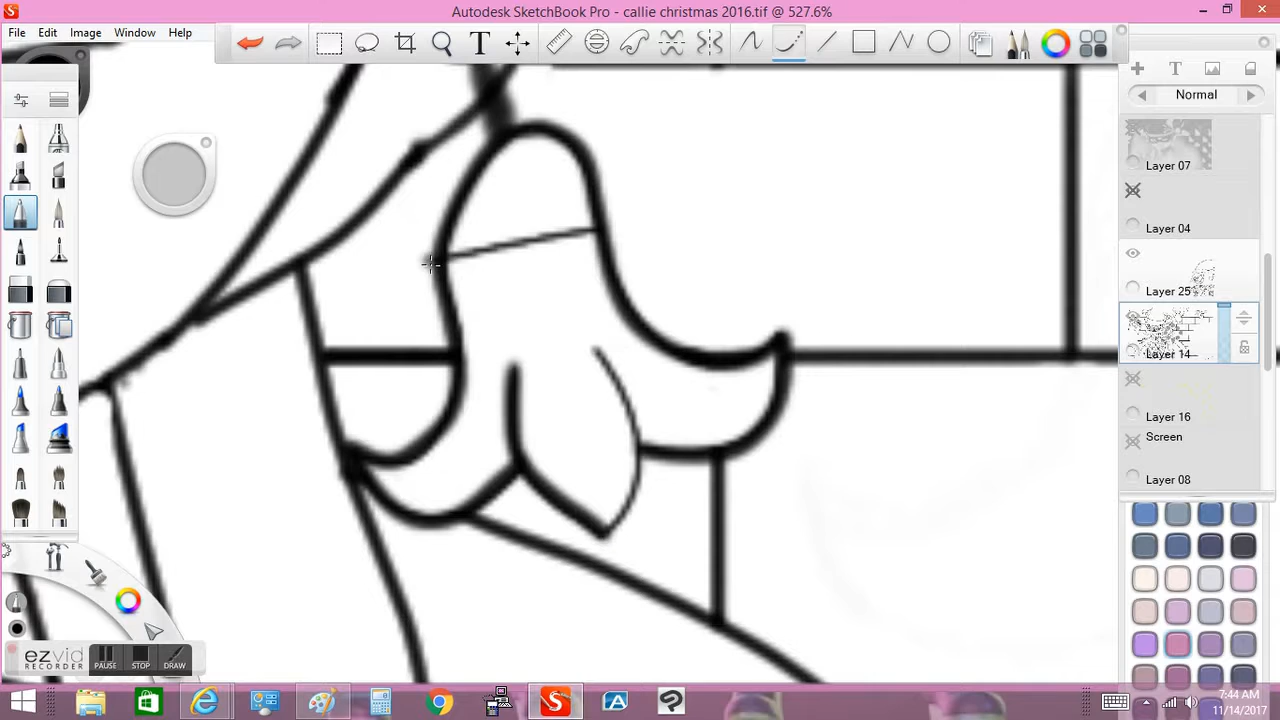 Autodesk SketchBook Pro - callie christmas 2016.tif @ 527.6%
File Edit Image Window Help
Normal
Layer 07
Layer 04
Layer 25
Layer 14
Layer 16
Screen
Layer 08
ezvid
RECORDER
PAUSE STOP DRAW
7:44 AM
11/14/2017